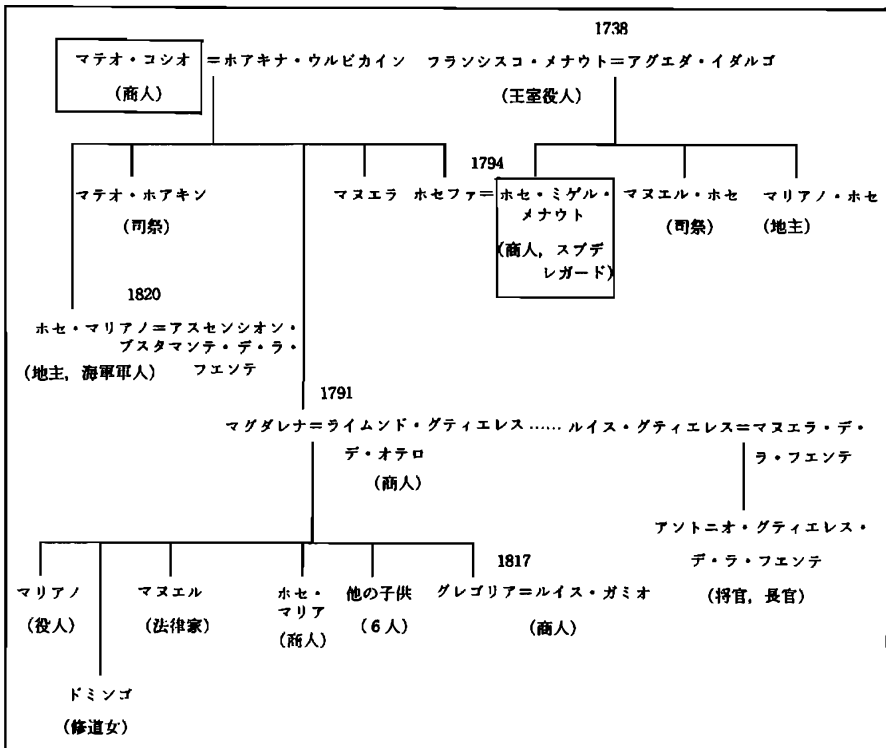 1738
マテオ・コシオ＝ホアキナ・ウルビカイン　フランシスコ・メナウト＝アグエダ・イダルゴ
(商人)　(王室役人)
1794
マテオ・ホアキン　マヌエラ　ホセファ＝ホセ・ミゲル・　マヌエル・ホセ　マリアノ・ホセ
メナウト
(司祭)　(司祭)　(地主)
(商人，スブデ
レガード)
1820
ホセ・マリアノ＝アスセンシオン・
ブスタマンテ・デ・ラ・
(地主，海軍軍人)　フエンテ
1791
マグダレナ＝ライムンド・グティエレス……ルイス・グティエレス＝マヌエラ・デ・
デ・オテロ　ラ・フエンテ
(商人)
アントニオ・グティエレス・
デ・ラ・フエンテ
(将官，長官)
1817
マリアノ　マヌエル　ホセ・　他の子供　グレゴリア＝ルイス・ガミオ
マリア
(役人)　(法律家)　(商人)　(6人)　(商人)
ドミンゴ
(修道女)